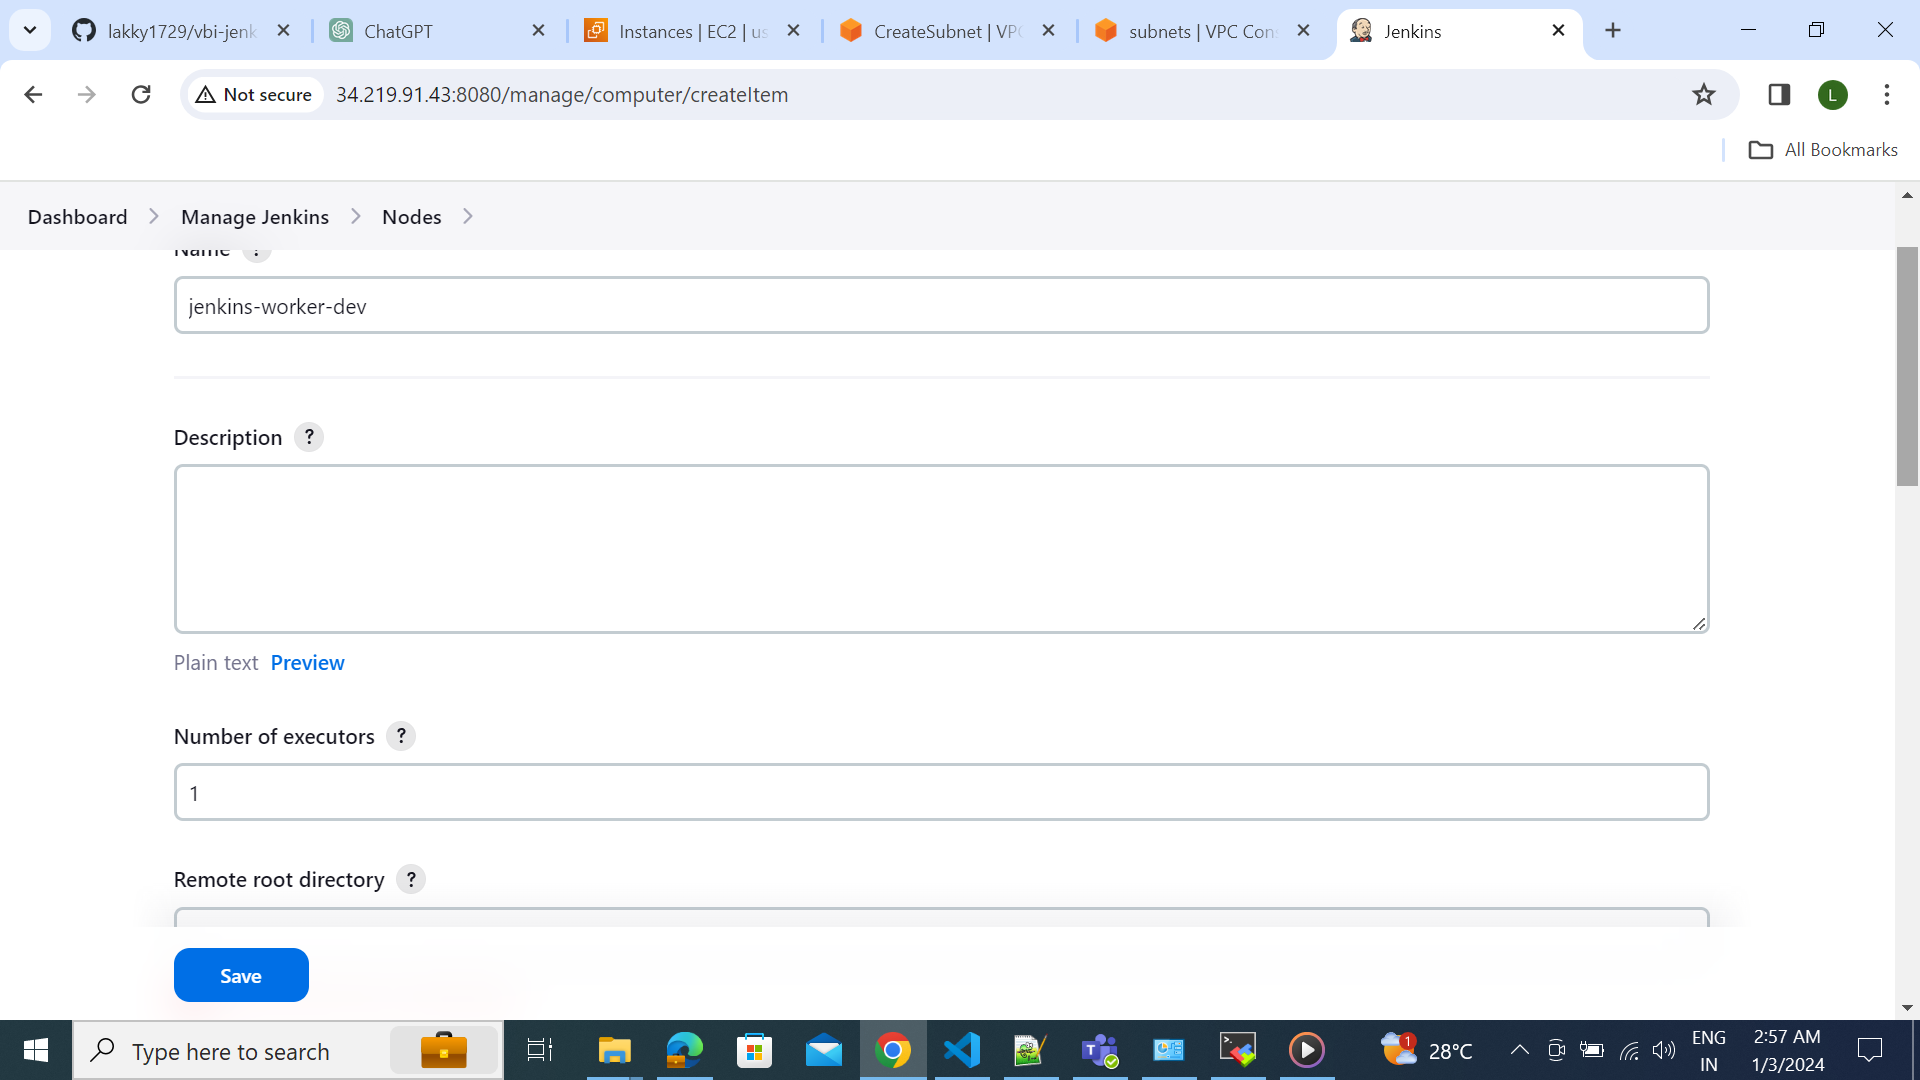 lakky1729/vbi-jenk
ChatGPT
Instances | EC2 | us
CreateSubnet | VPC
subnets | VPC Cons
Jenkins
Not secure
34.219.91.43:8080/manage/computer/createItem
L
All Bookmarks
Dashboard
Manage Jenkins
Nodes
Name ?
jenkins-worker-dev
Description ?
Plain text Preview
Number of executors ?
1
Remote root directory ?
Save
Type here to search
1
28°C
ENG
IN
2:57 AM
1/3/2024